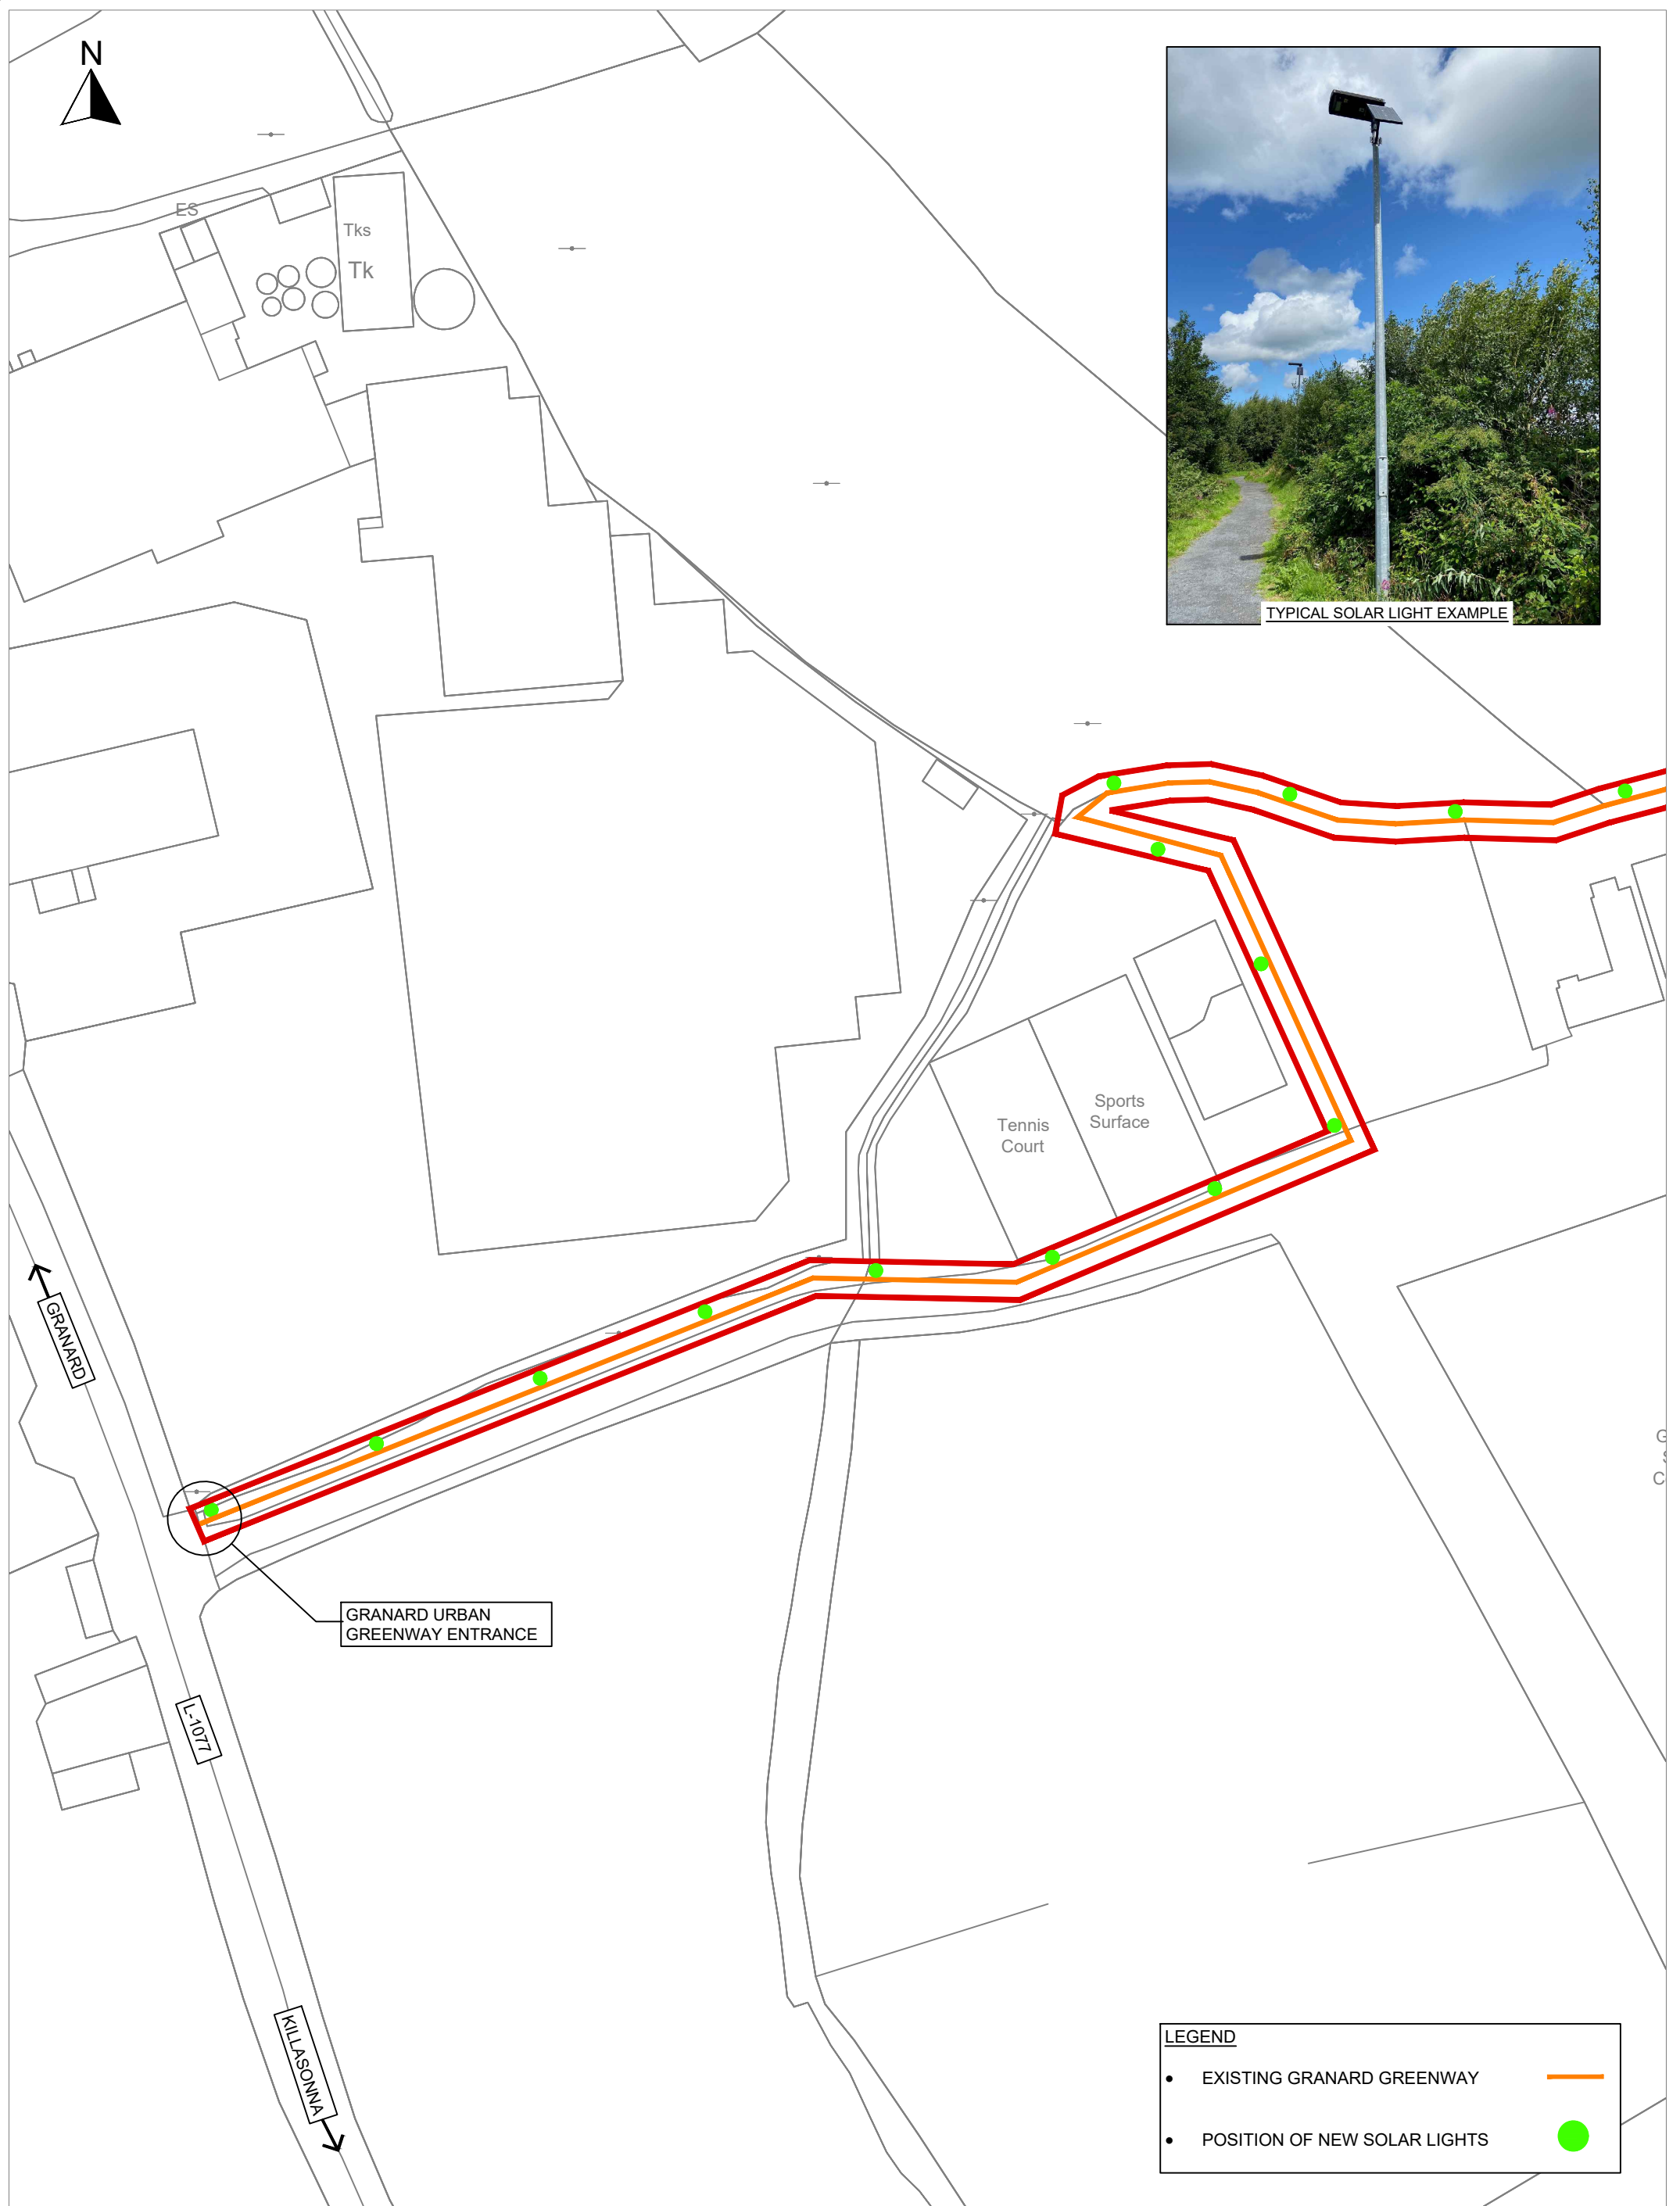 N
ES
Tks
Tk
TYPICAL SOLAR LIGHT EXAMPLE
Tennis
Court
Sports
Surface
GRANARD
GRANARD URBAN
GREENWAY ENTRANCE
L-1077
KILLASONNA
LEGEND
• EXISTING GRANARD GREENWAY
• POSITION OF NEW SOLAR LIGHTS